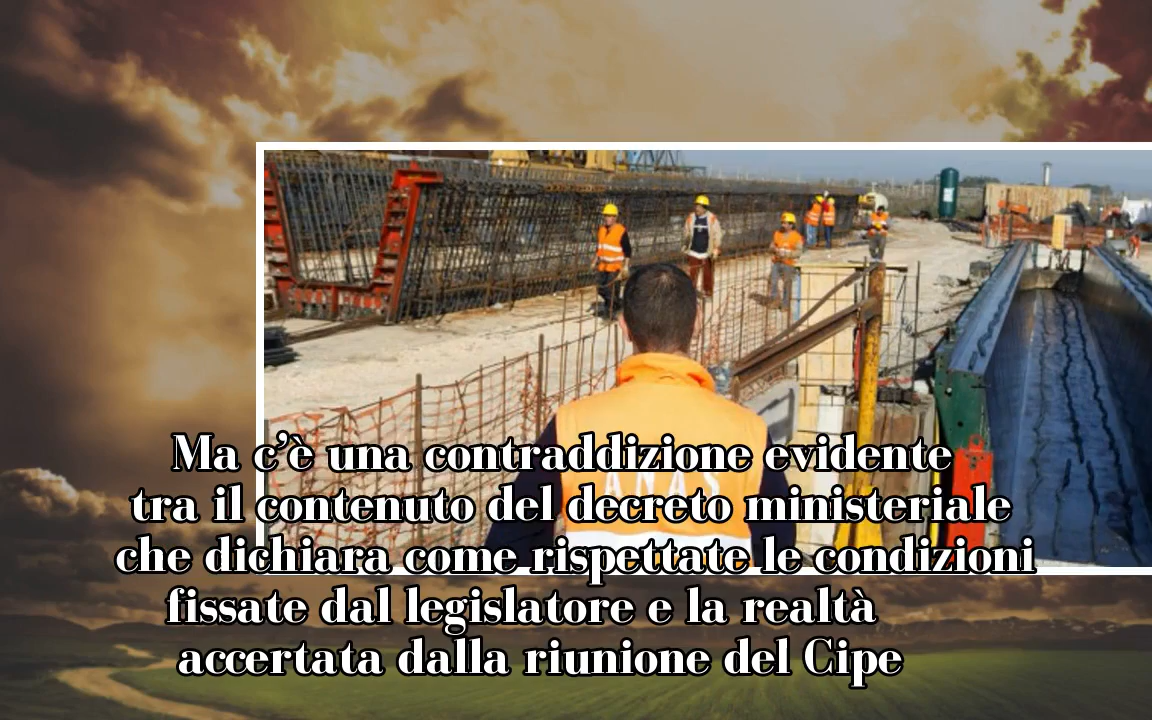 ANAS
Ma c’è una contraddizione evidente
tra il contenuto del decreto ministeriale
che dichiara come rispettate le condizioni
fissate dal legislatore e la realtà
accertata dalla riunione del Cipe